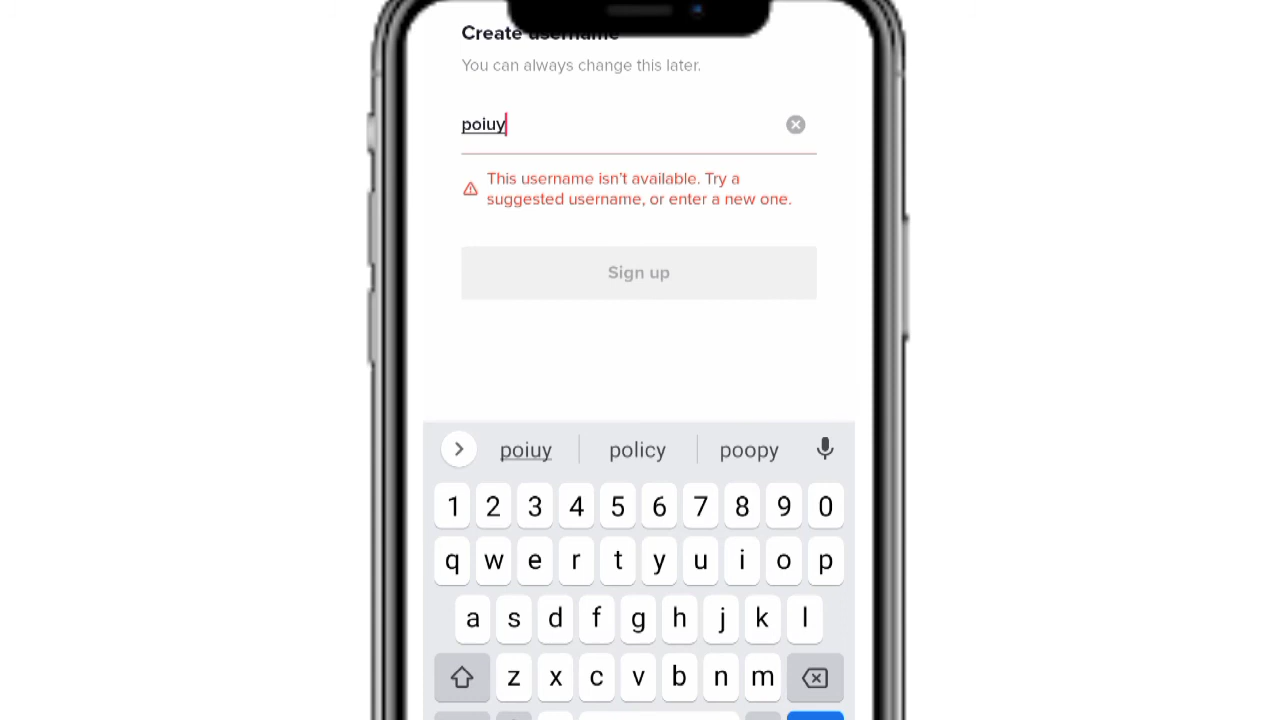 Create username
You can always change this later.
poiuy
This username isn't available. Try a
suggested username, or enter a new one.
Sign up
poiuy policy poopy
1 2 3 4 5 6 7 8 9 0
q w e r t y u i o p
a s d f g h j k l
z x c v b n m